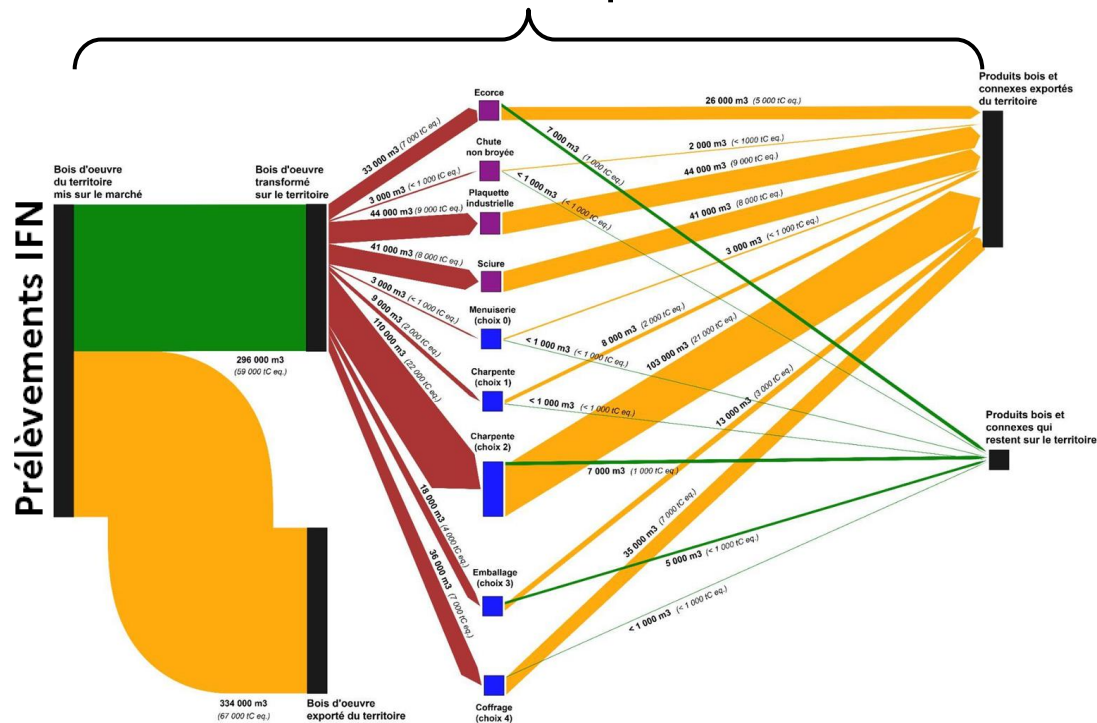 Prélèvements IFN
Bois d'oeuvre
du territoire
mis sur le marché
Bois d'oeuvre
transformé
sur le territoire
296 000 m3
(59 000 tC eq.)
334 000 m3
(67 000 tC eq.)
Bois d'oeuvre
exporté du territoire
33 000 m3 (7 000 tC eq.)
3 000 m3 (< 1 000 tC eq.)
44 000 m3 (9 000 tC eq.)
41 000 m3 (8 000 tC eq.)
3 000 m3 (< 1 000 tC eq.)
9 000 m3 (2 000 tC eq.)
110 000 m3 (22 000 tC eq.)
18 000 m3 (4 000 tC eq.)
36 000 m3 (7 000 tC eq.)
Ecorce
Chute
non broyée
Plaquette
industrielle
Sciure
Menuiserie
(choix 0)
Charpente
(choix 1)
Charpente
(choix 2)
Emballage
(choix 3)
Coffrage
(choix 4)
26 000 m3 (5 000 tC eq.)
7 000 m3 (1 000 tC eq.)
2 000 m3 (< 1000 tC eq.)
< 1 000 m3 (< 1 000 tC eq.)
44 000 m3 (9 000 tC eq.)
41 000 m3 (8 000 tC eq.)
3 000 m3 (< 1 000 tC eq.)
< 1 000 m3 (< 1 000 tC eq.)
8 000 m3 (2 000 tC eq.)
< 1 000 m3 (< 1 000 tC eq.)
103 000 m3 (21 000 tC eq.)
7 000 m3 (1 000 tC eq.)
13 000 m3 (3 000 tC eq.)
5 000 m3 (< 1 000 tC eq.)
35 000 m3 (7 000 tC eq.)
< 1 000 m3 (< 1 000 tC eq.)
Produits bois et
connexes exportés
du territoire
Produits bois et
connexes qui
restent sur le territoire